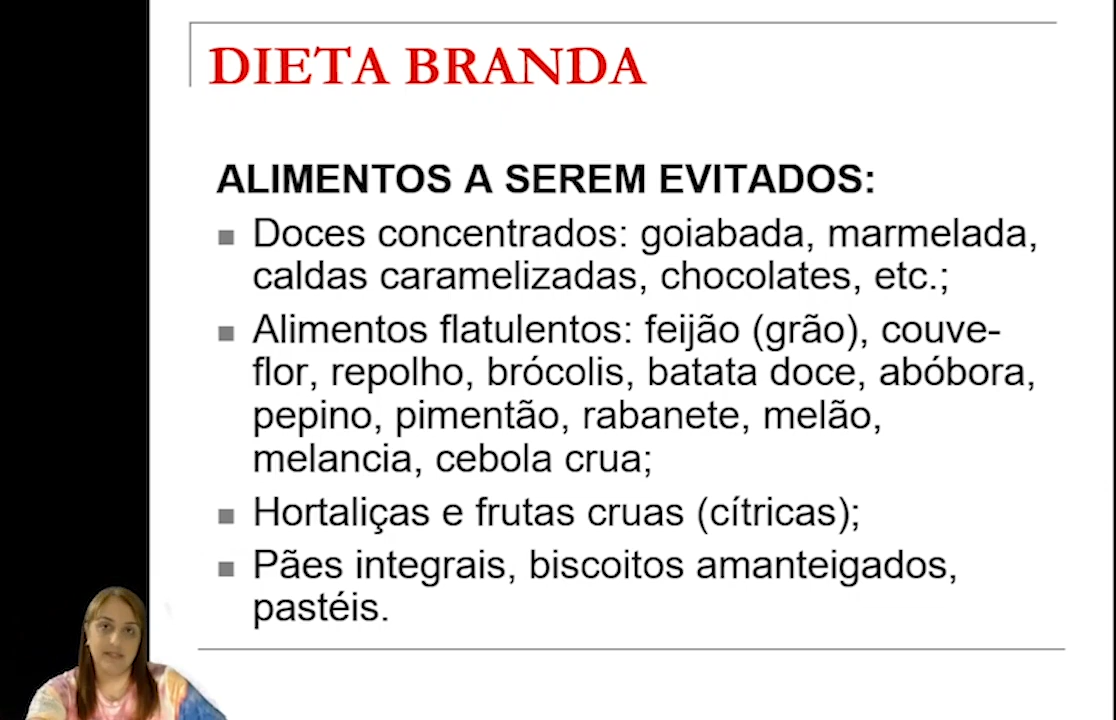 DIETA BRANDA
ALIMENTOS A SEREM EVITADOS:
Doces concentrados: goiabada, marmelada,
caldas caramelizadas, chocolates, etc.;
Alimentos flatulentos: feijão (grão), couve-
flor, repolho, brócolis, batata doce, abóbora,
pepino, pimentão, rabanete, melão,
melancia, cebola crua;
Hortaliças e frutas cruas (cítricas);
Pães integrais, biscoitos amanteigados,
pastéis.